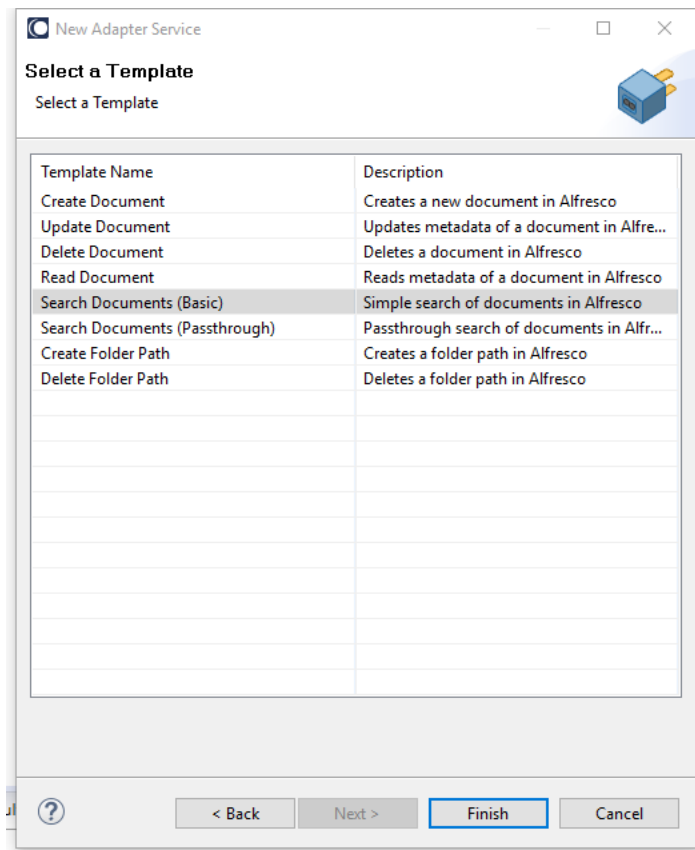 New Adapter Service
Select a Template
Select a Template
Template Name Description
Create Document Creates a new document in Alfresco
Update Document Updates metadata of a document in Alfre...
Delete Document Deletes a document in Alfresco
Read Document Reads metadata of a document in Alfresco
Search Documents (Basic) Simple search of documents in Alfresco
Search Documents (Passthrough) Passthrough search of documents in Alfr...
Create Folder Path Creates a folder path in Alfresco
Delete Folder Path Deletes a folder path in Alfresco
< Back Next > Finish Cancel